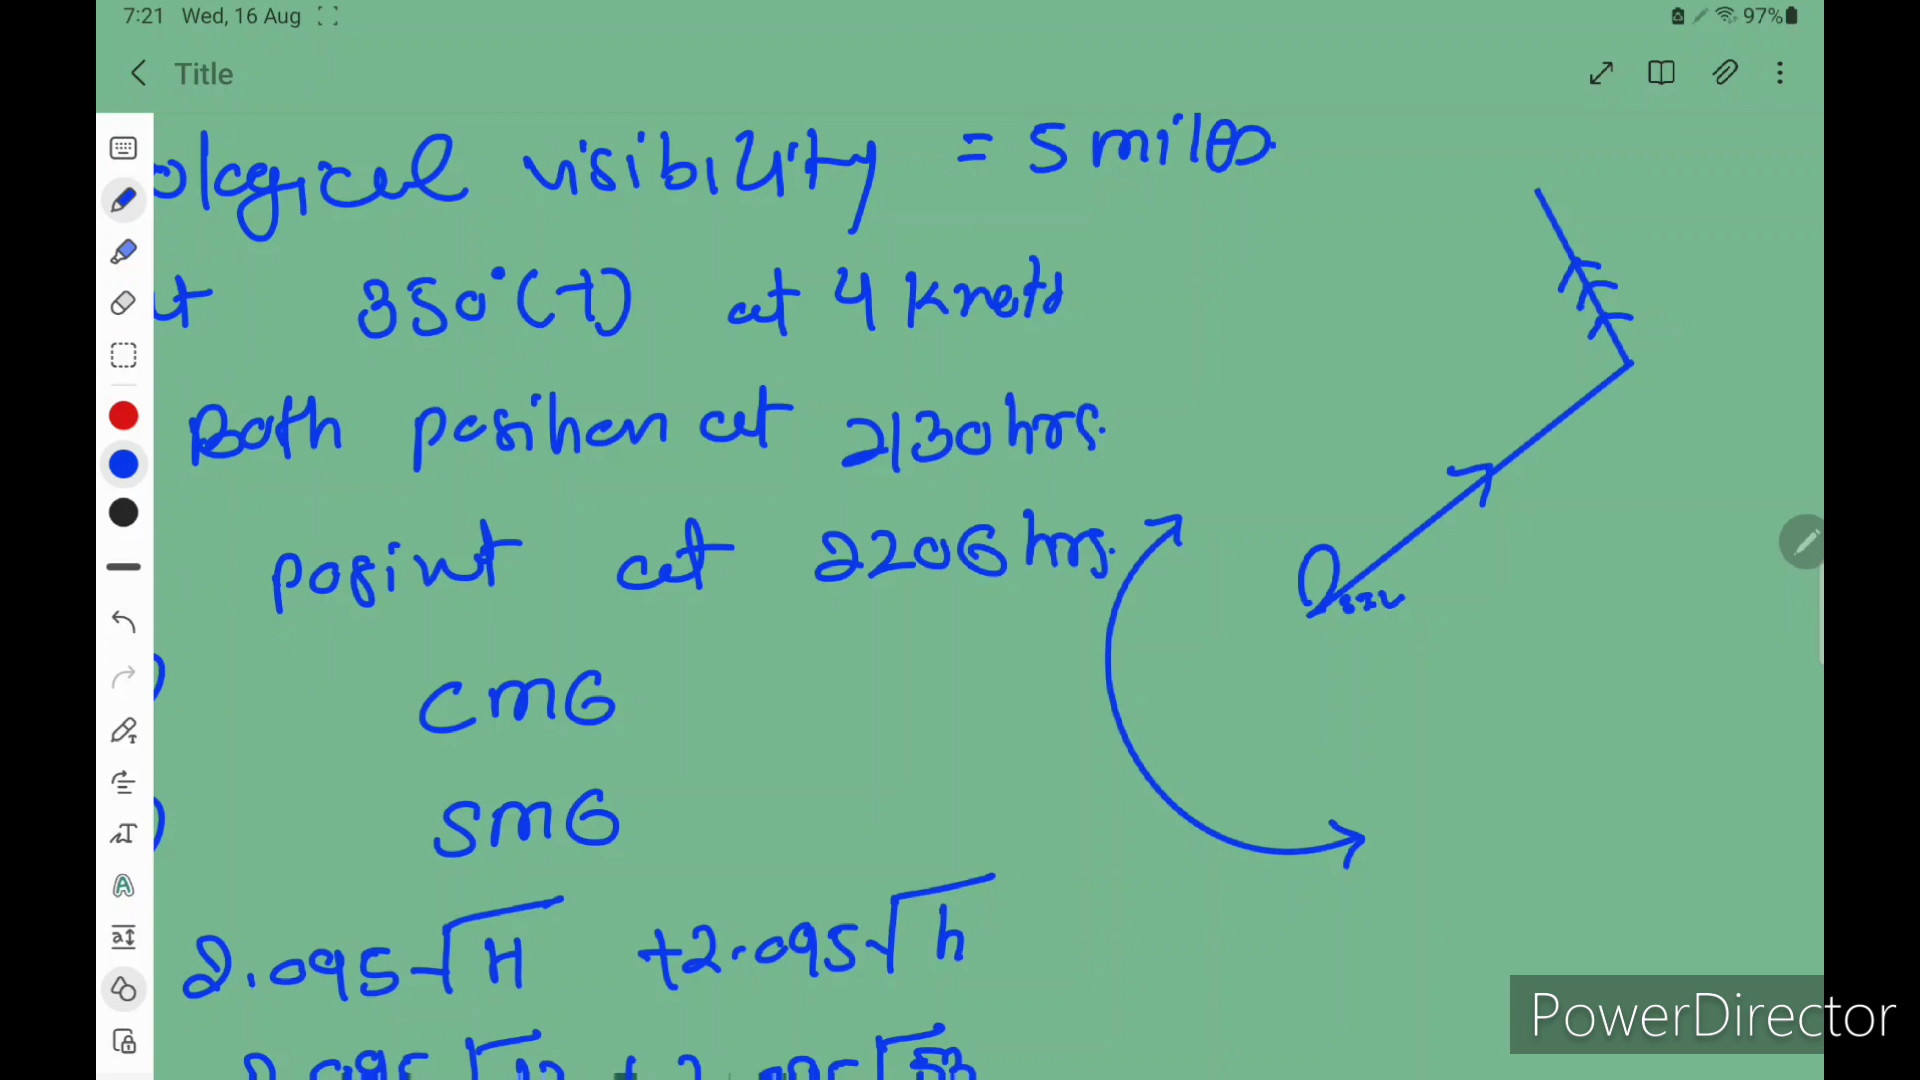 7:21 Wed, 16 Aug 97%
Title
ological visibility = 5 miles.
350°(T) at 4 knots
Both position at 2130 hrs.
point at 2206 hrs.
CMG
SMG
2.095√H +2.095√h
PowerDirector